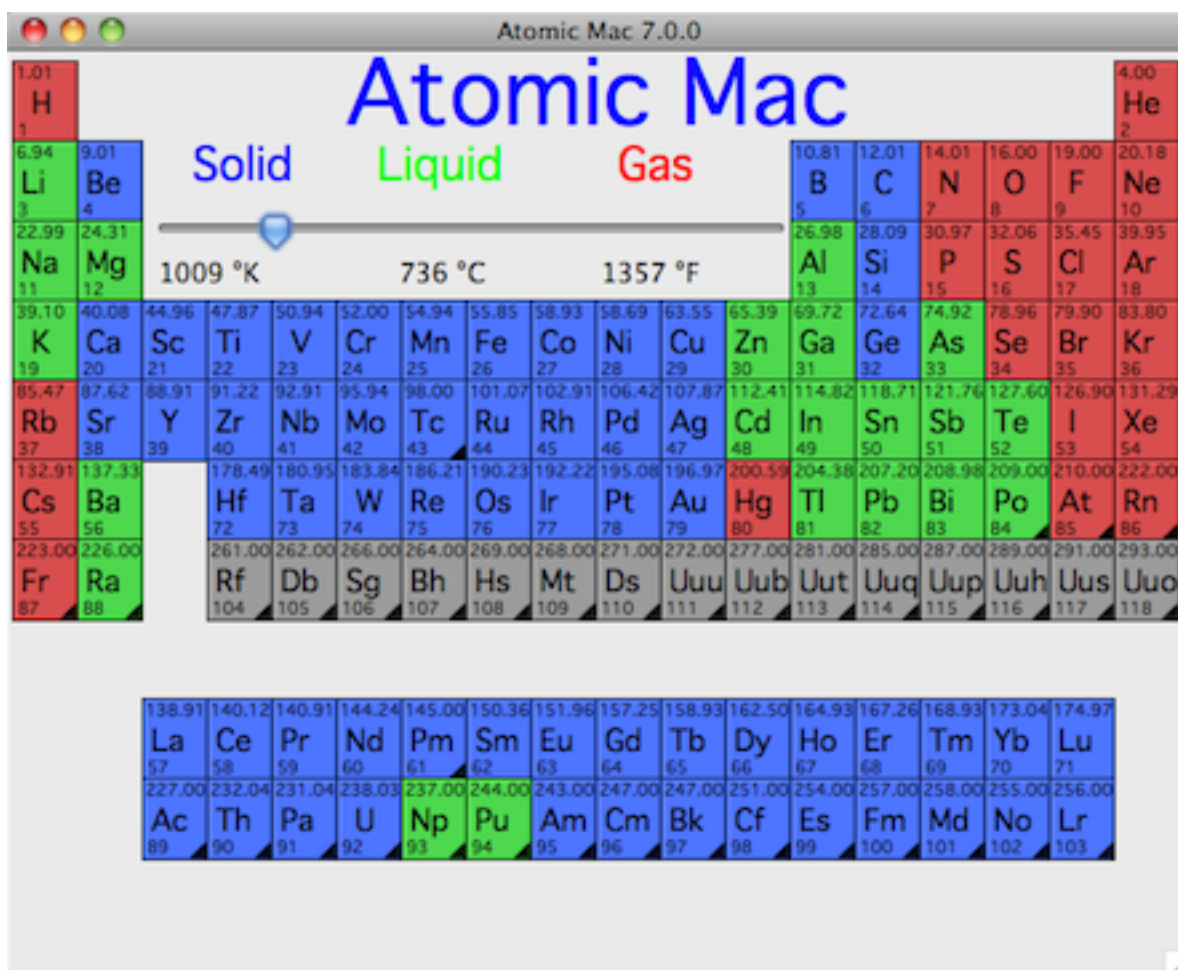 Atomic Mac 7.0.0
Atomic Mac
Solid Liquid Gas
1009 °K 736 °C 1357 °F
1.01 4.00
H He
1 2
6.94 9.01 10.81 12.01 14.01 16.00 19.00 20.18
Li Be B C N O F Ne
3 4 5 6 7 8 9 10
22.99 24.31 26.98 28.09 30.97 32.06 35.45 39.95
Na Mg Al Si P S Cl Ar
11 12 13 14 15 16 17 18
39.10 40.08 44.96 47.87 50.94 52.00 54.94 55.85 58.93 58.69 63.55 65.39 69.72 72.64 74.92 78.96 79.90 83.80
K Ca Sc Ti V Cr Mn Fe Co Ni Cu Zn Ga Ge As Se Br Kr
19 20 21 22 23 24 25 26 27 28 29 30 31 32 33 34 35 36
85.47 87.62 88.91 91.22 92.91 95.94 98.00 101.07 102.91 106.42 107.87 112.41 114.82 118.71 121.76 127.60 126.90 131.29
Rb Sr Y Zr Nb Mo Tc Ru Rh Pd Ag Cd In Sn Sb Te I Xe
37 38 39 40 41 42 43 44 45 46 47 48 49 50 51 52 53 54
132.91 137.33 178.49 180.95 183.84 186.21 190.23 192.22 195.08 196.97 200.59 204.38 207.20 208.98 209.00 210.00 222.00
Cs Ba Hf Ta W Re Os Ir Pt Au Hg Tl Pb Bi Po At Rn
55 56 72 73 74 75 76 77 78 79 80 81 82 83 84 85 86
223.00 226.00 261.00 262.00 266.00 264.00 269.00 268.00 271.00 272.00 277.00 281.00 285.00 287.00 289.00 291.00 293.00
Fr Ra Rf Db Sg Bh Hs Mt Ds Uuu Uub Uut Uuq Uup Uuh Uus Uuo
87 88 104 105 106 107 108 109 110 111 112 113 114 115 116 117 118
138.91 140.12 140.91 144.24 145.00 150.36 151.96 157.25 158.93 162.50 164.93 167.26 168.93 173.04 174.97
La Ce Pr Nd Pm Sm Eu Gd Tb Dy Ho Er Tm Yb Lu
57 58 59 60 61 62 63 64 65 66 67 68 69 70 71
227.00 232.04 231.04 238.03 237.00 244.00 243.00 247.00 247.00 251.00 254.00 257.00 258.00 255.00 256.00
Ac Th Pa U Np Pu Am Cm Bk Cf Es Fm Md No Lr
89 90 91 92 93 94 95 96 97 98 99 100 101 102 103